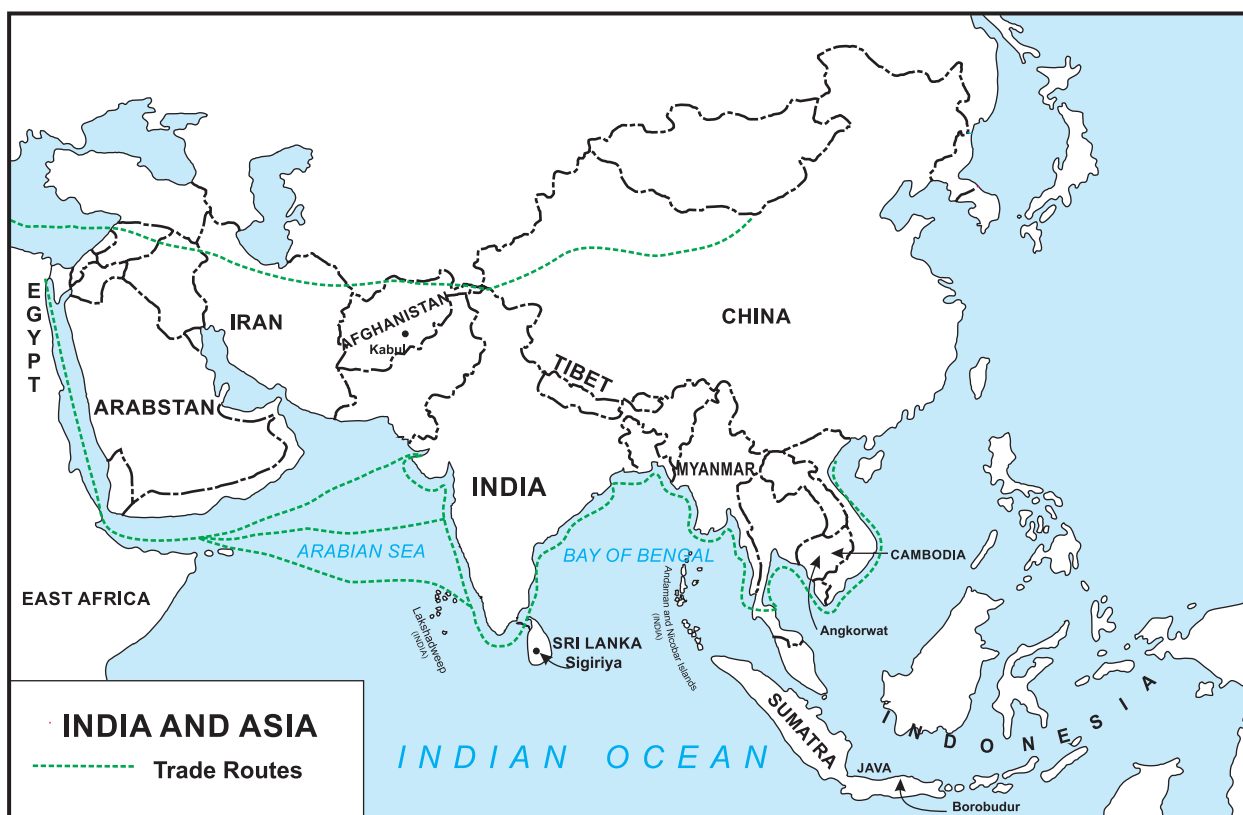 EGYPT
IRAN
AFGHANISTAN
Kabul
CHINA
TIBET
ARABSTAN
INDIA
MYANMAR
ARABIAN SEA
BAY OF BENGAL
CAMBODIA
EAST AFRICA
Lakshadweep
(INDIA)
Andaman and Nicobar Islands
(INDIA)
Angkorwat
SRI LANKA
Sigiriya
SUMATRA
INDONESIA
INDIA AND ASIA
Trade Routes
INDIAN OCEAN
JAVA
Borobudur